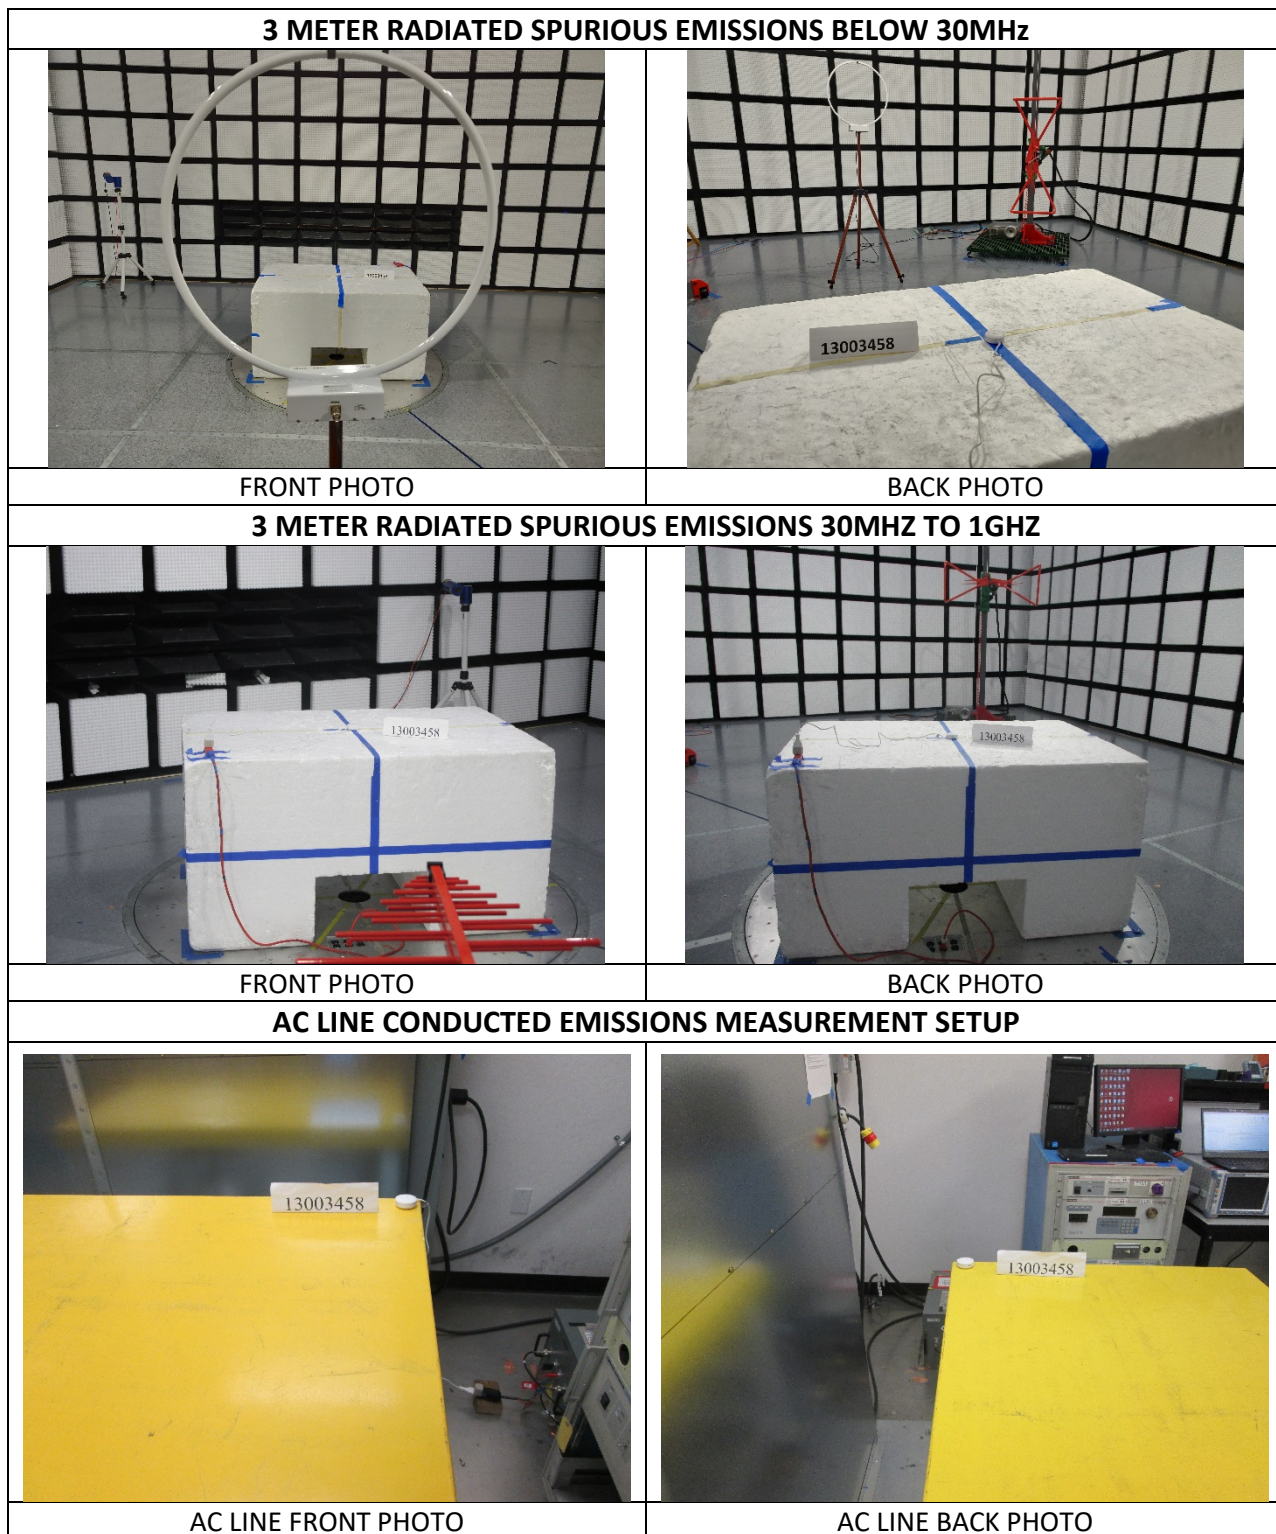 3 METER RADIATED SPURIOUS EMISSIONS BELOW 30MHz
13003458
FRONT PHOTO
BACK PHOTO
3 METER RADIATED SPURIOUS EMISSIONS 30MHZ TO 1GHZ
13003458
13003458
FRONT PHOTO
BACK PHOTO
AC LINE CONDUCTED EMISSIONS MEASUREMENT SETUP
13003458
13003458
AC LINE FRONT PHOTO
AC LINE BACK PHOTO